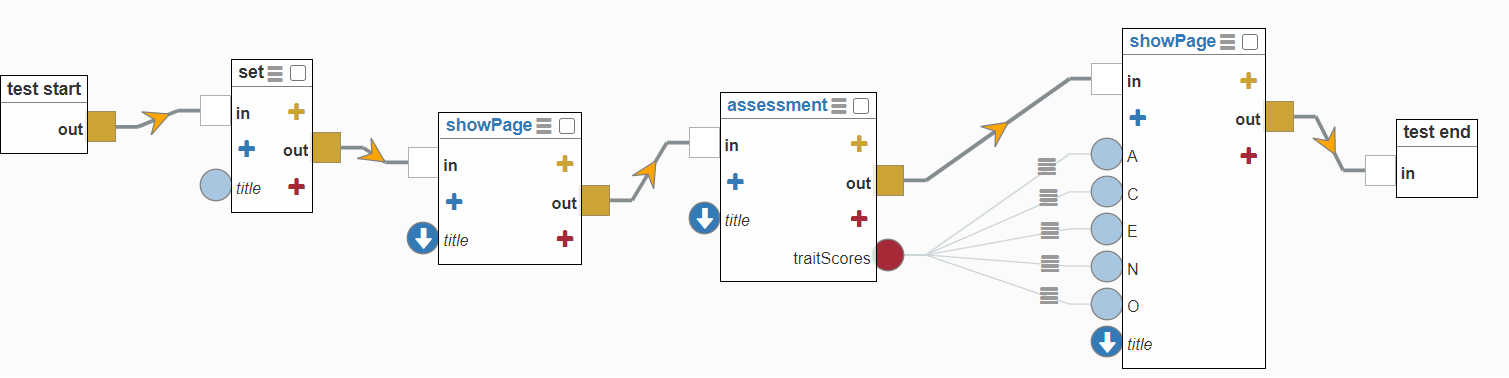 test start
out
set
in
out
title
showPage
in
out
title
assessment
in
out
title
traitScores
showPage
in
out
A
C
E
N
O
title
test end
in